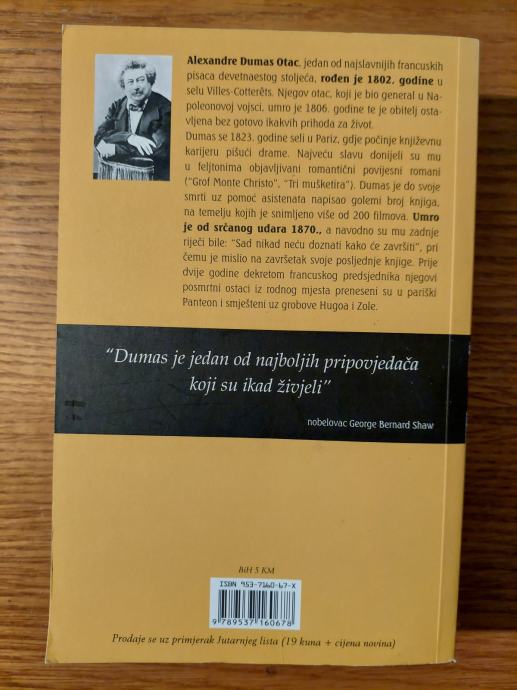 Alexandre Dumas Otac, jedan od najslavnijih francuskih
pisaca devetnaestog stoljeća, rođen je 1802. godine u
selu Villes-Cotterêts. Njegov otac, koji je bio general u Na-
poleonovoj vojsci, umro je 1806. godine te je obitelj osta-
vljena bez gotovo ikakvih prihoda za život.
Dumas se 1823. godine seli u Pariz, gdje počinje književnu
karijeru pišući drame. Najveću slavu donijeli su mu
u feljtonima objavljivani romantični povijesni romani
("Grof Monte Christo", "Tri mušketira"). Dumas je do svoje
smrti uz pomoć asistenata napisao golemi broj knjiga,
na temelju kojih je snimljeno više od 200 filmova. Umro
je od srčanog udara 1870., a navodno su mu zadnje
riječi bile: "Sad nikad neću doznati kako će završiti", pri
čemu je mislio na završetak svoje posljednje knjige. Prije
dvije godine dekretom francuskog predsjednika njegovi
posmrtni ostaci iz rodnog mjesta preneseni su u pariški
Panteon i smješteni uz grobove Hugoa i Zole.
"Dumas je jedan od najboljih pripovjedača
koji su ikad živjeli"
nobelovac George Bernard Shaw
BiH 5 KM
ISBN 953-7160-67-X
9 789537 160678
Prodaje se uz primjerak Jutarnjeg lista (19 kuna + cijena novina)